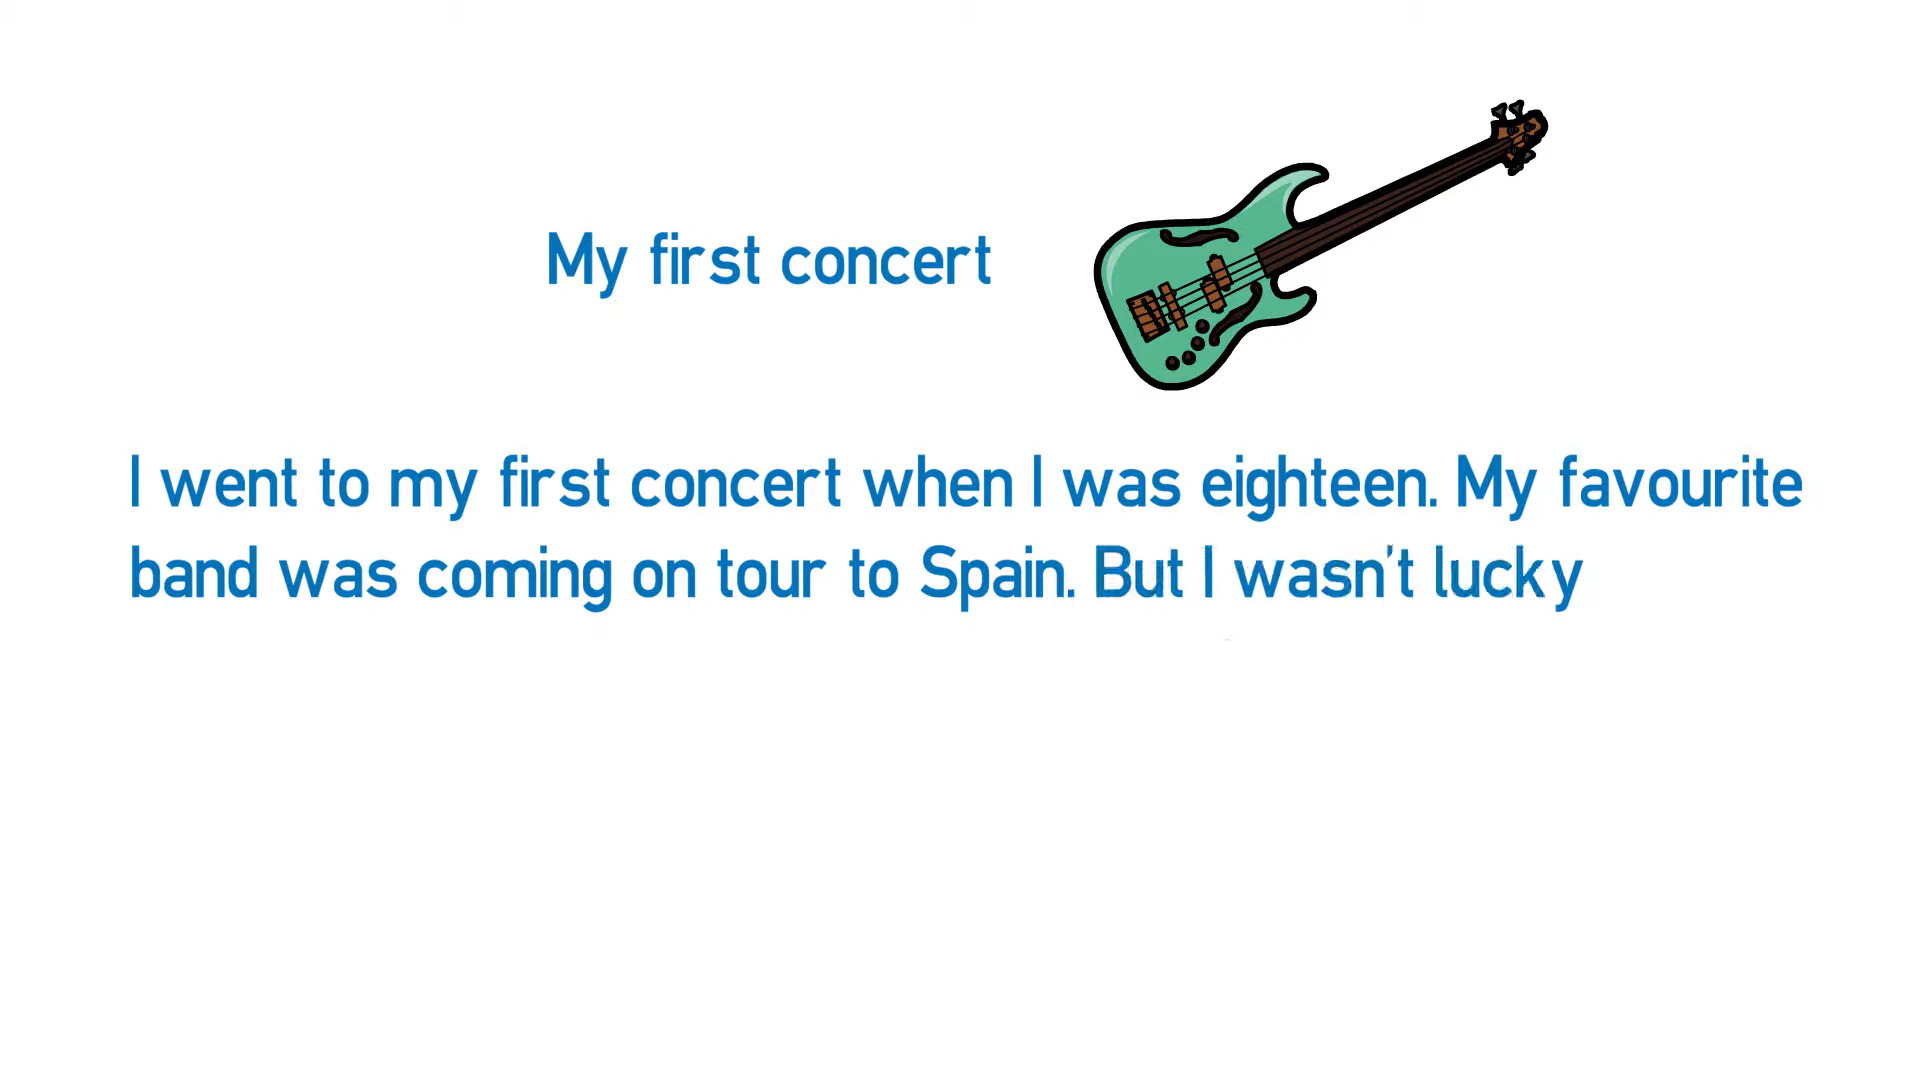 My first concert
I went to my first concert when I was eighteen. My favourite
band was coming on tour to Spain. But I wasn't lucky